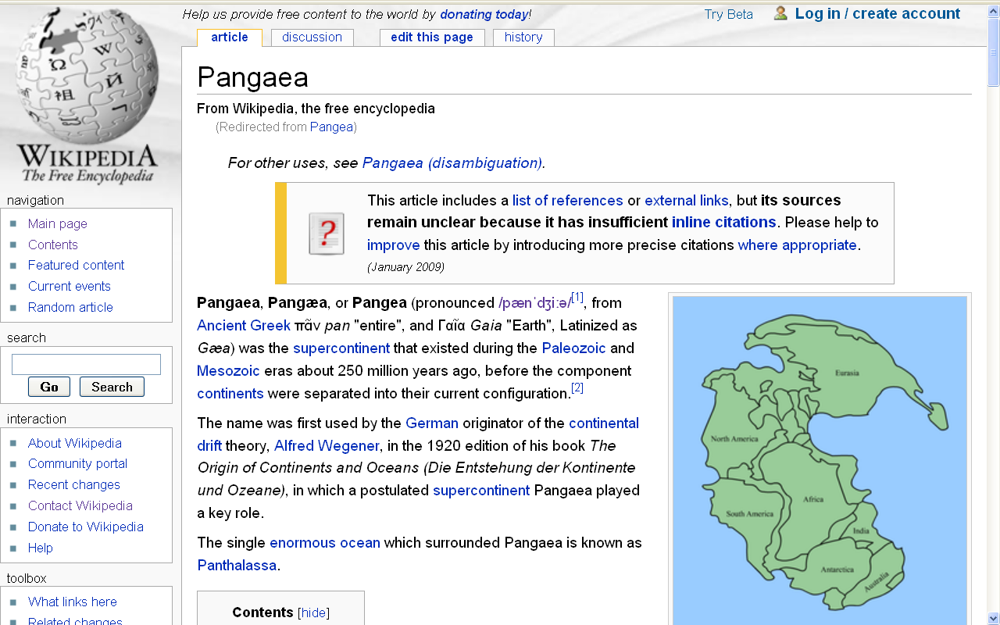 Help us provide free content to the world by donating today!
Try Beta
Log in / create account
article
discussion
edit this page
history
Ω
W
И
祖
WIKIPEDIA
The Free Encyclopedia
navigation
Main page
Contents
Featured content
Current events
Random article
search
Go
Search
interaction
About Wikipedia
Community portal
Recent changes
Contact Wikipedia
Donate to Wikipedia
Help
toolbox
What links here
Related changes
Pangaea
From Wikipedia, the free encyclopedia
(Redirected from Pangea)
For other uses, see Pangaea (disambiguation).
?
This article includes a list of references or external links, but its sources
remain unclear because it has insufficient inline citations. Please help to
improve this article by introducing more precise citations where appropriate.
(January 2009)
Pangaea, Pangæa, or Pangea (pronounced /pænˈdʒiːə/[1], from
Ancient Greek πᾶν pan "entire", and Γαῖα Gaia "Earth", Latinized as
Gæa) was the supercontinent that existed during the Paleozoic and
Mesozoic eras about 250 million years ago, before the component
continents were separated into their current configuration.[2]
The name was first used by the German originator of the continental
drift theory, Alfred Wegener, in the 1920 edition of his book The
Origin of Continents and Oceans (Die Entstehung der Kontinente
und Ozeane), in which a postulated supercontinent Pangaea played
a key role.
The single enormous ocean which surrounded Pangaea is known as
Panthalassa.
Contents [hide]
Eurasia
North America
Africa
South America
India
Antarctica
Australia